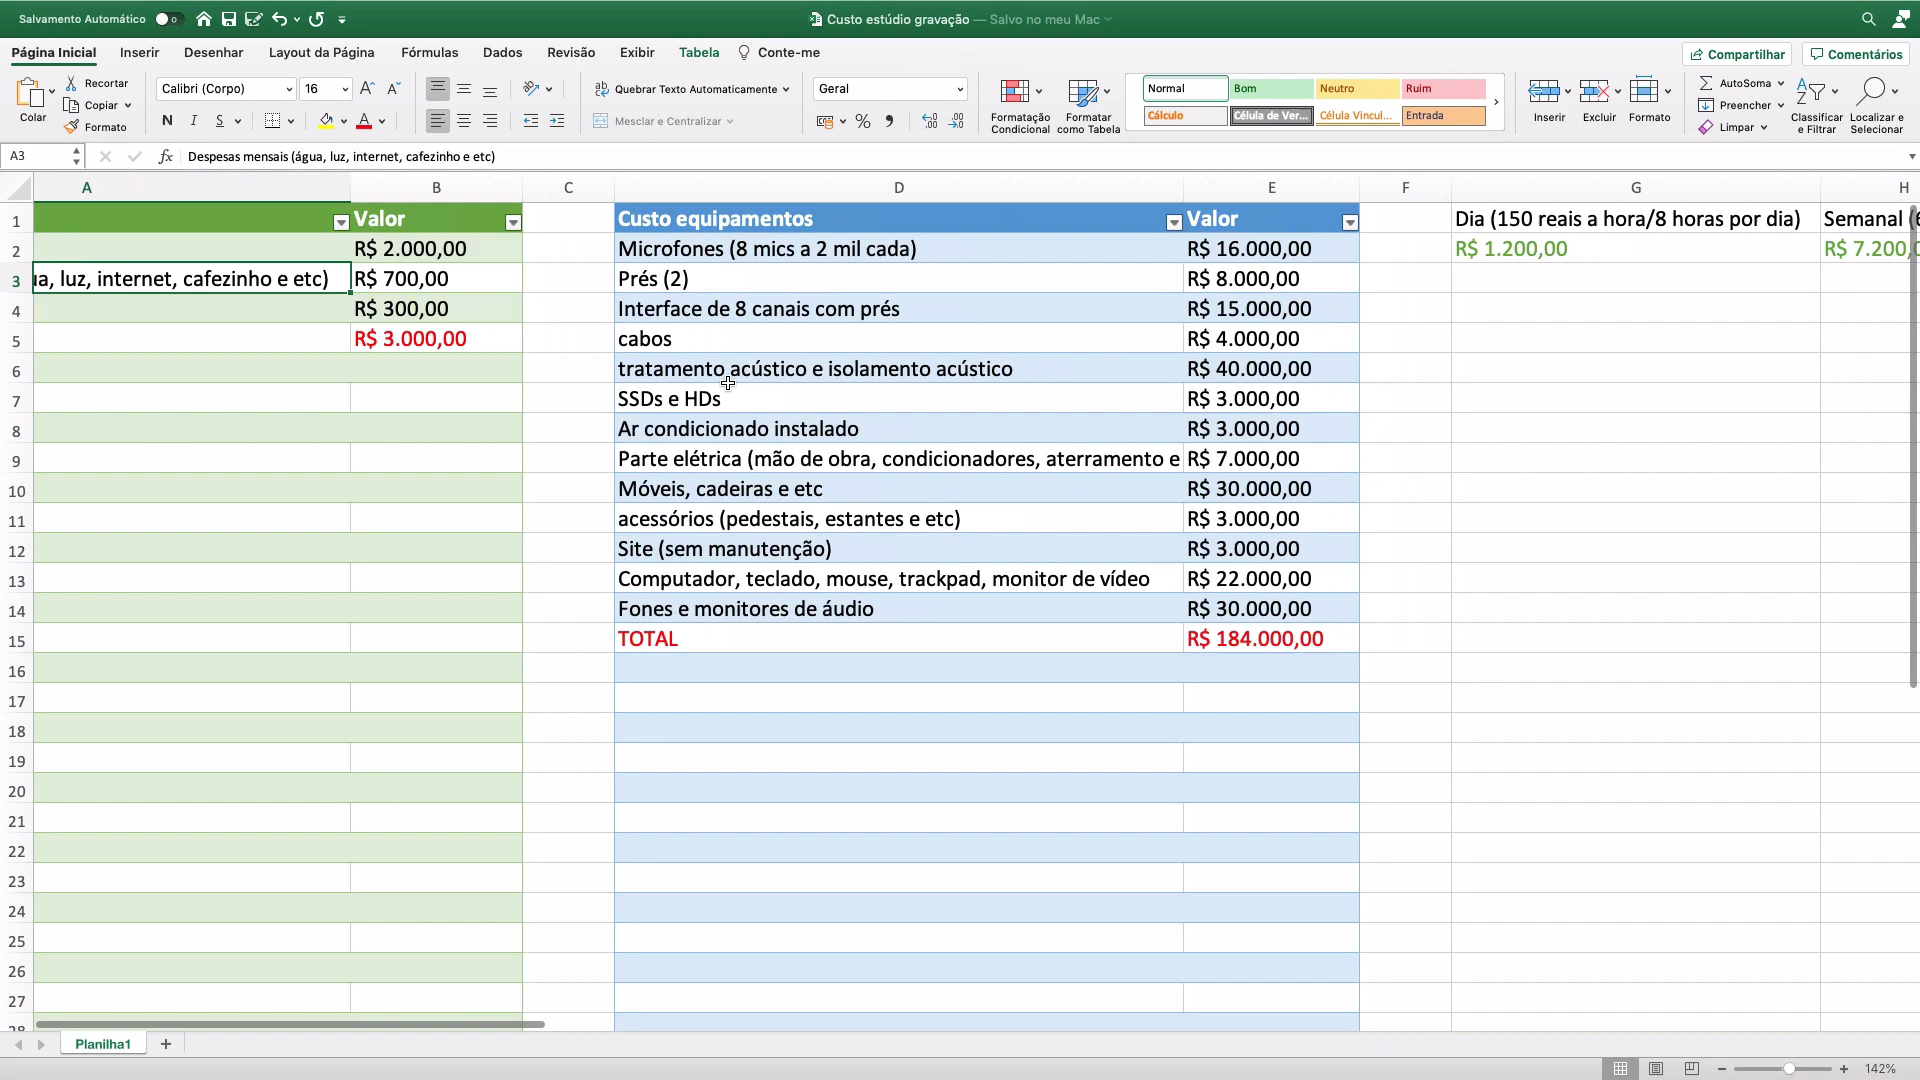 Salvamento Automático
Custo estúdio gravação — Salvo no meu Mac
Página Inicial Inserir Desenhar Layout da Página Fórmulas Dados Revisão Exibir Tabela Conte-me
Compartilhar Comentários
Colar
Recortar
Copiar
Formato
Calibri (Corpo) 16
N I S
Quebrar Texto Automaticamente
Mesclar e Centralizar
Geral
Formatação Condicional
Formatar como Tabela
Normal Bom Neutro Ruim
Cálculo Célula de Ver... Célula Vincul... Entrada
Inserir Excluir Formato
AutoSoma
Preencher
Limpar
Classificar e Filtrar
Localizar e Selecionar
A3 fx Despesas mensais (água, luz, internet, cafezinho e etc)
A B C D E F G H
1 Valor Custo equipamentos Valor Dia (150 reais a hora/8 horas por dia) Semanal (6
2 R$ 2.000,00 Microfones (8 mics a 2 mil cada) R$ 16.000,00 R$ 1.200,00 R$ 7.200,0
3 ua, luz, internet, cafezinho e etc) R$ 700,00 Prés (2) R$ 8.000,00
4 R$ 300,00 Interface de 8 canais com prés R$ 15.000,00
5 R$ 3.000,00 cabos R$ 4.000,00
6 tratamento acústico e isolamento acústico R$ 40.000,00
7 SSDs e HDs R$ 3.000,00
8 Ar condicionado instalado R$ 3.000,00
9 Parte elétrica (mão de obra, condicionadores, aterramento e R$ 7.000,00
10 Móveis, cadeiras e etc R$ 30.000,00
11 acessórios (pedestais, estantes e etc) R$ 3.000,00
12 Site (sem manutenção) R$ 3.000,00
13 Computador, teclado, mouse, trackpad, monitor de vídeo R$ 22.000,00
14 Fones e monitores de áudio R$ 30.000,00
15 TOTAL R$ 184.000,00
16
17
18
19
20
21
22
23
24
25
26
27
28
Planilha1
142%